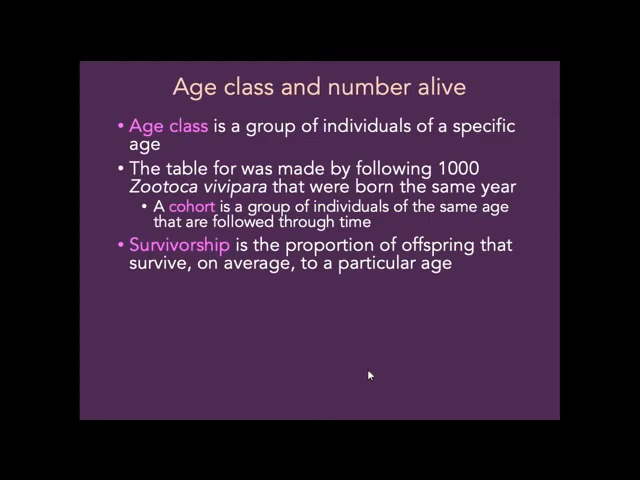 Age class and number alive
• Age class is a group of individuals of a specific
age
• The table for was made by following 1000
Zootoca vivipara that were born the same year
• A cohort is a group of individuals of the same age
that are followed through time
• Survivorship is the proportion of offspring that
survive, on average, to a particular age